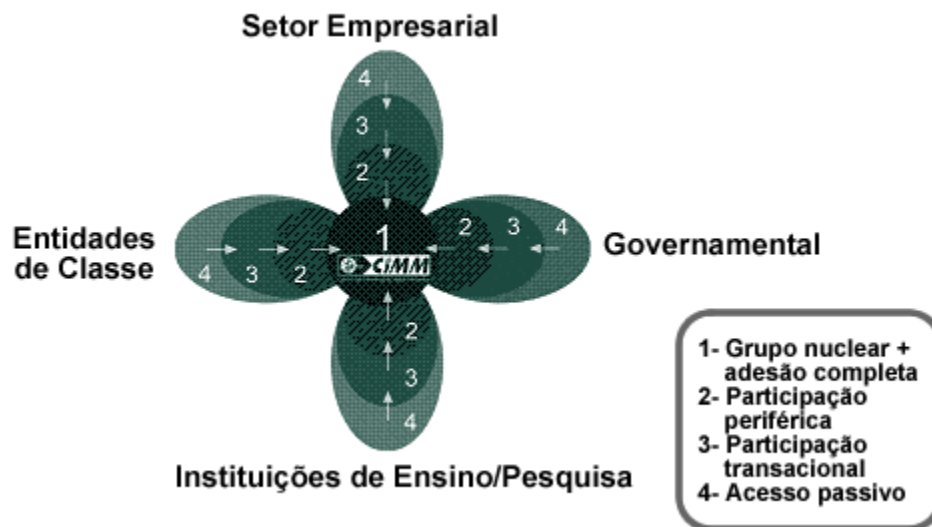 Setor Empresarial
4
3
2
Entidades
de Classe
4 3 2
1
CiMM
2 3 4
Governamental
2
3
4
Instituições de Ensino/Pesquisa
1- Grupo nuclear +
adesão completa
2- Participação
periférica
3- Participação
transacional
4- Acesso passivo